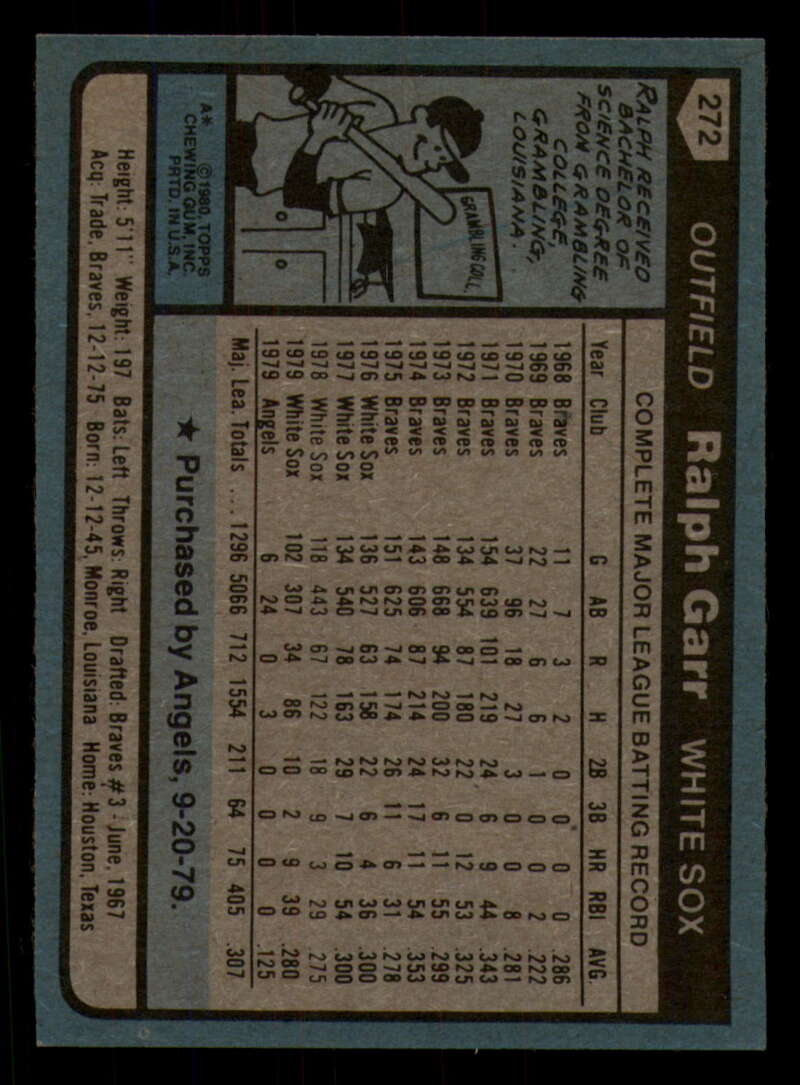 272
OUTFIELD Ralph Garr WHITE SOX
RALPH RECEIVED
BACHELOR OF
SCIENCE DEGREE
FROM GRAMBLING
COLLEGE,
GRAMBLING,
LOUISIANA.
GRAMBLING COLL.
A* ©1980, TOPPS
CHEWING GUM, INC.
PRTD. IN U.S.A.
COMPLETE MAJOR LEAGUE BATTING RECORD
Year Club G AB R H 2B 3B HR RBI AVG.
1968 Braves 11 7 3 2 0 0 0 0 .286
1969 Braves 22 27 6 6 1 0 0 2 .222
1970 Braves 37 96 18 27 3 0 0 8 .281
1971 Braves 154 639 101 219 24 6 9 44 .343
1972 Braves 134 554 87 180 22 0 12 53 .325
1973 Braves 148 668 94 200 32 6 11 55 .299
1974 Braves 143 606 87 214 24 17 11 54 .353
1975 Braves 151 625 74 174 26 11 6 31 .278
1976 White Sox 136 527 63 158 22 6 4 36 .300
1977 White Sox 134 540 78 163 29 7 10 54 .300
1978 White Sox 118 443 67 122 18 9 3 29 .275
1979 White Sox 102 307 34 86 10 2 9 39 .280
1979 Angels 6 24 0 3 0 0 0 0 .125
Maj. Lea. Totals .... 1296 5066 712 1554 211 64 75 405 .307
★ Purchased by Angels, 9-20-79.
Height: 5'11" Weight: 197 Bats: Left Throws: Right Drafted: Braves #3 - June, 1967
Acq: Trade, Braves, 12-12-75 Born: 12-12-45, Monroe, Louisiana Home: Houston, Texas